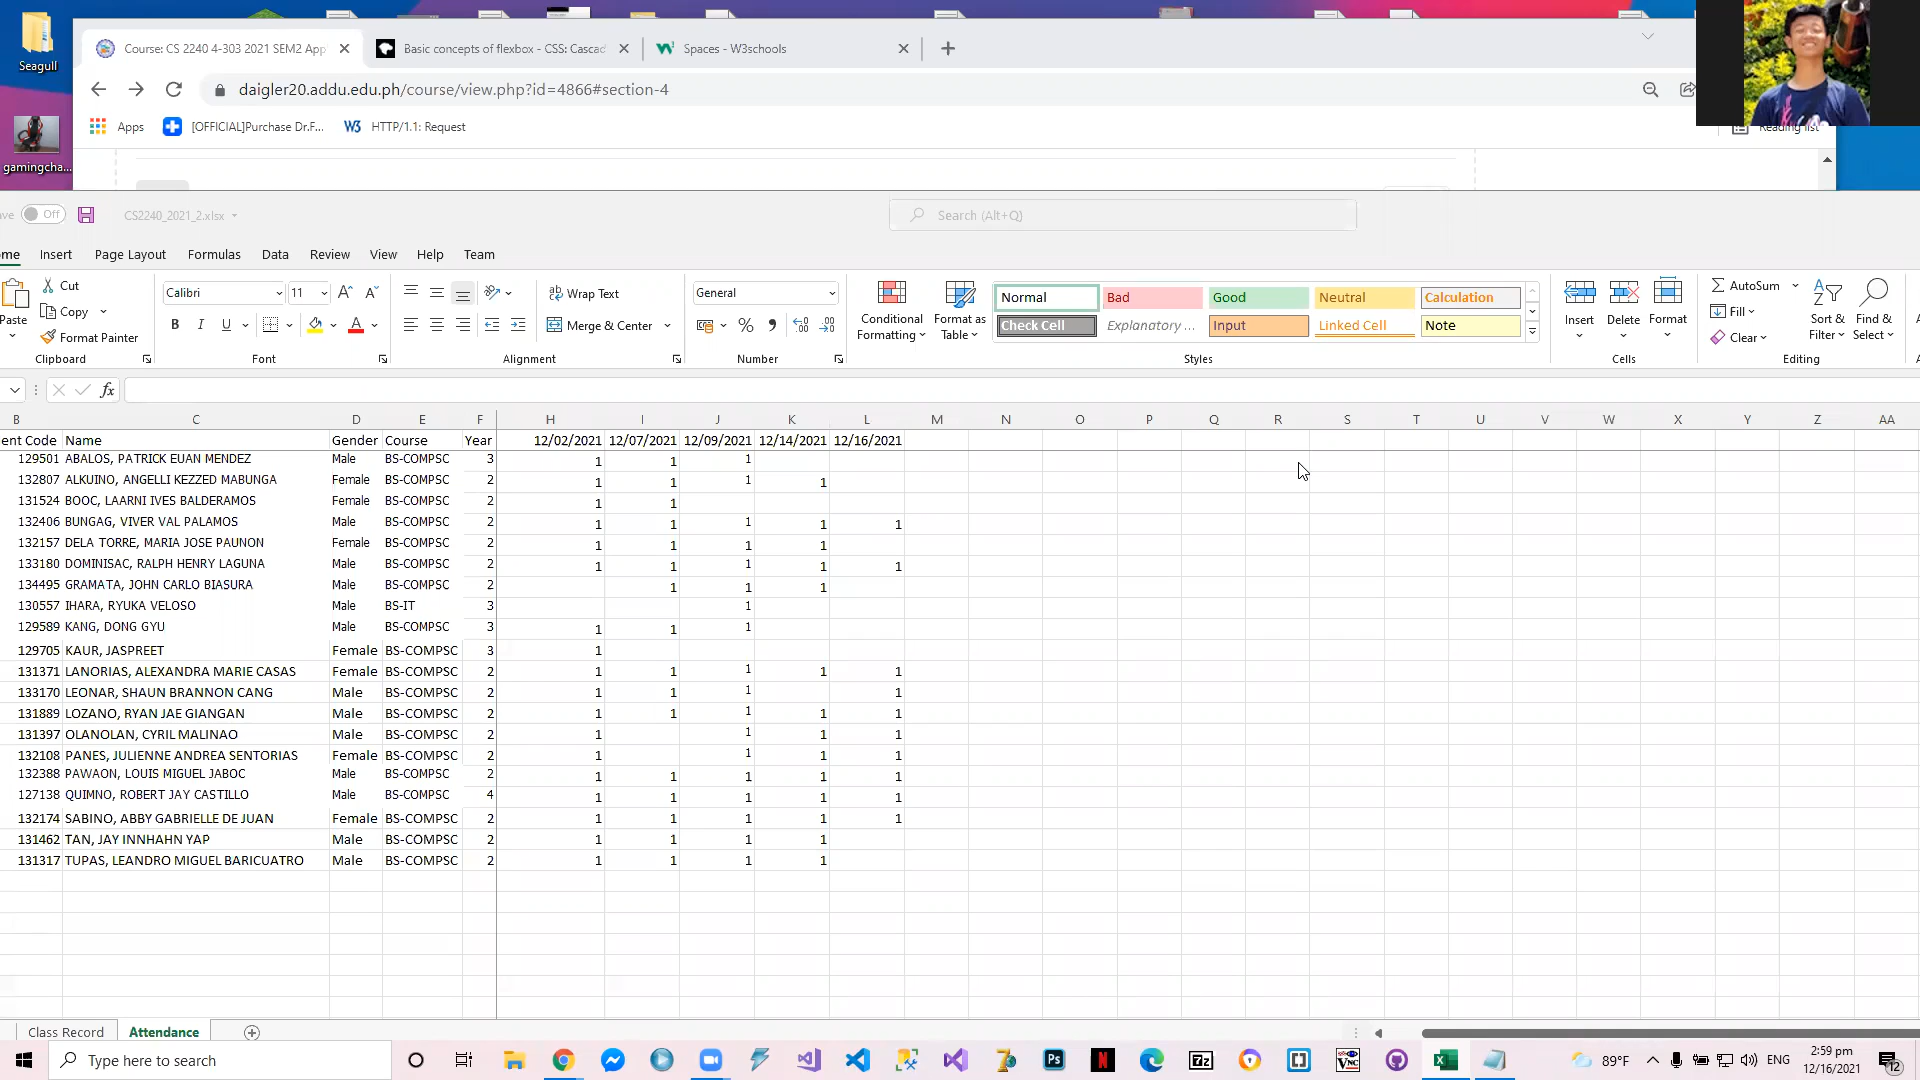 Seagull
gamingcha...
Course: CS 2240 4-303 2021 SEM2 App
Basic concepts of flexbox - CSS: Cascad
Spaces - W3schools
daigler20.addu.edu.ph/course/view.php?id=4866#section-4
Apps [OFFICIAL]Purchase Dr.F... HTTP/1.1: Request Reading list
ve Off CS2240_2021_2.xlsx Search (Alt+Q)
me Insert Page Layout Formulas Data Review View Help Team
Paste Cut Copy Format Painter Clipboard
Calibri 11 B I U A Font
Wrap Text Merge & Center Alignment
General % Number
Conditional Formatting Format as Table
Normal Bad Good Neutral Calculation
Check Cell Explanatory ... Input Linked Cell Note
Styles
Insert Delete Format Cells
AutoSum Fill Clear Sort & Filter Find & Select Editing
fx
B C D E F H I J K L M N O P Q R S T U V W X Y Z AA
ent Code Name Gender Course Year 12/02/2021 12/07/2021 12/09/2021 12/14/2021 12/16/2021
129501 ABALOS, PATRICK EUAN MENDEZ Male BS-COMPSC 3 1 1 1
132807 ALKUINO, ANGELLI KEZZED MABUNGA Female BS-COMPSC 2 1 1 1 1
131524 BOOC, LAARNI IVES BALDERAMOS Female BS-COMPSC 2 1 1
132406 BUNGAG, VIVER VAL PALAMOS Male BS-COMPSC 2 1 1 1 1 1
132157 DELA TORRE, MARIA JOSE PAUNON Female BS-COMPSC 2 1 1 1 1
133180 DOMINISAC, RALPH HENRY LAGUNA Male BS-COMPSC 2 1 1 1 1 1
134495 GRAMATA, JOHN CARLO BIASURA Male BS-COMPSC 2 1 1 1
130557 IHARA, RYUKA VELOSO Male BS-IT 3 1
129589 KANG, DONG GYU Male BS-COMPSC 3 1 1 1
129705 KAUR, JASPREET Female BS-COMPSC 3 1
131371 LANORIAS, ALEXANDRA MARIE CASAS Female BS-COMPSC 2 1 1 1 1 1
133170 LEONAR, SHAUN BRANNON CANG Male BS-COMPSC 2 1 1 1 1
131889 LOZANO, RYAN JAE GIANGAN Male BS-COMPSC 2 1 1 1 1 1
131397 OLANOLAN, CYRIL MALINAO Male BS-COMPSC 2 1 1 1 1
132108 PANES, JULIENNE ANDREA SENTORIAS Female BS-COMPSC 2 1 1 1 1
132388 PAWAON, LOUIS MIGUEL JABOC Male BS-COMPSC 2 1 1 1 1 1
127138 QUIMNO, ROBERT JAY CASTILLO Male BS-COMPSC 4 1 1 1 1 1
132174 SABINO, ABBY GABRIELLE DE JUAN Female BS-COMPSC 2 1 1 1 1 1
131462 TAN, JAY INNHAHN YAP Male BS-COMPSC 2 1 1 1 1
131317 TUPAS, LEANDRO MIGUEL BARICUATRO Male BS-COMPSC 2 1 1 1 1
Class Record Attendance
Type here to search
Ps N 7z
89°F ENG
2:59 pm
12/16/2021
12